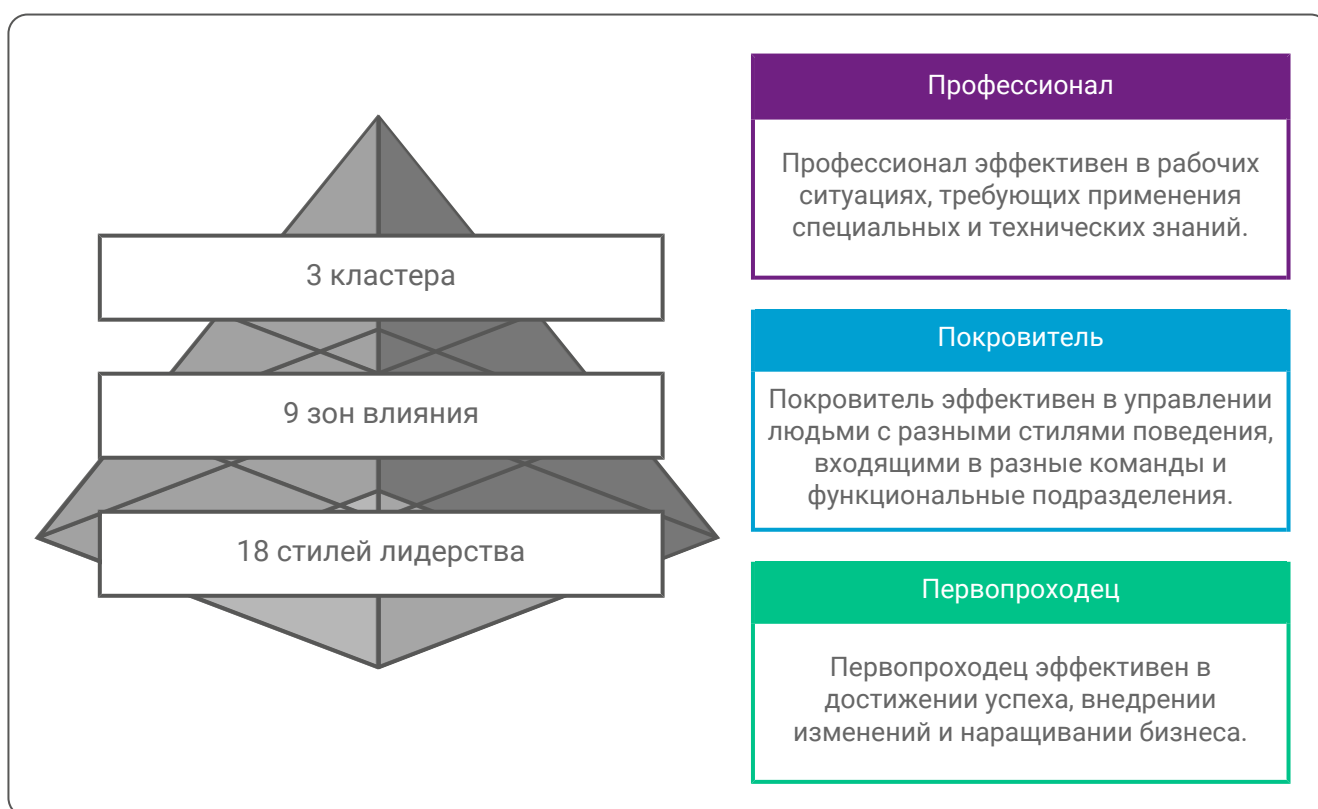 3 кластера
9 зон влияния
18 стилей лидерства
Профессионал
Профессионал эффективен в рабочих
ситуациях, требующих применения
специальных и технических знаний.
Покровитель
Покровитель эффективен в управлении
людьми с разными стилями поведения,
входящими в разные команды и
функциональные подразделения.
Первопроходец
Первопроходец эффективен в
достижении успеха, внедрении
изменений и наращивании бизнеса.